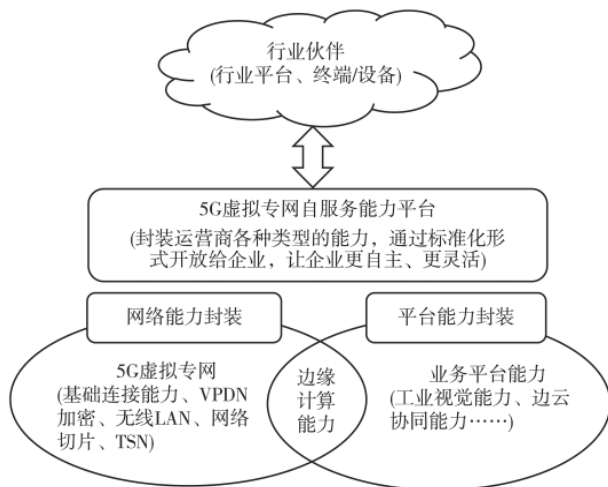 行业伙伴
(行业平台、终端/设备)
5G虚拟专网自服务能力平台
(封装运营商各种类型的能力，通过标准化形
式开放给企业，让企业更自主、更灵活)
网络能力封装
平台能力封装
5G虚拟专网
(基础连接能力、VPDN
加密、无线LAN、网络
切片、TSN)
边缘
计算
能力
业务平台能力
(工业视觉能力、边云
协同能力……)